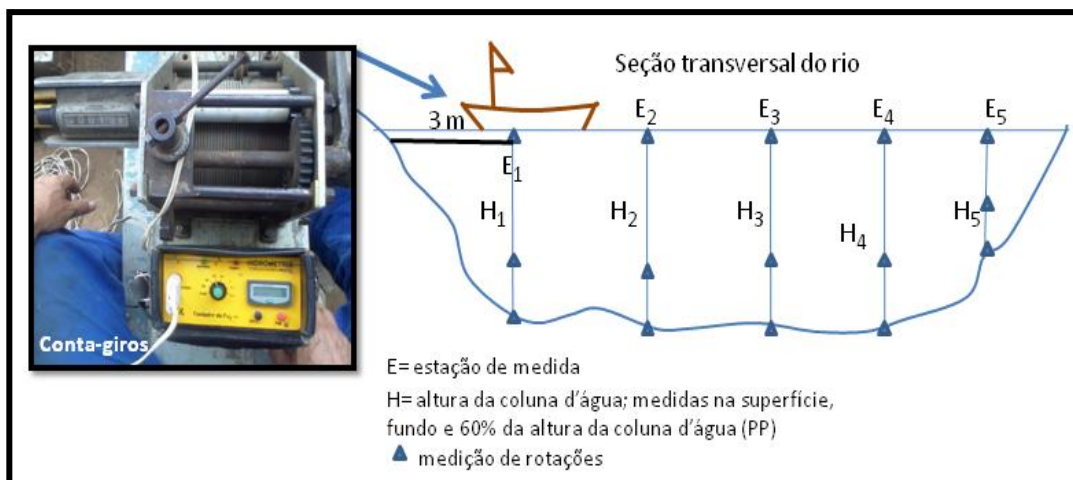 Seção transversal do rio
3 m
E1
E2
E3
E4
E5
H1
H2
H3
H4
H5
HIDROMETRIA
Conta-giros
E= estação de medida
H= altura da coluna d'água; medidas na superfície,
fundo e 60% da altura da coluna d'água (PP)
medição de rotações